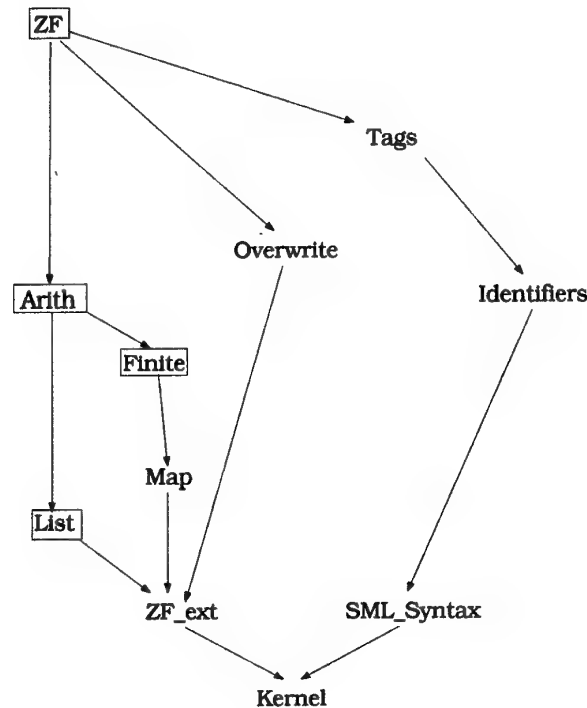 ZF
Tags
Overwrite
Identifiers
Arith
Finite
Map
List
ZF_ext
SML_Syntax
Kernel